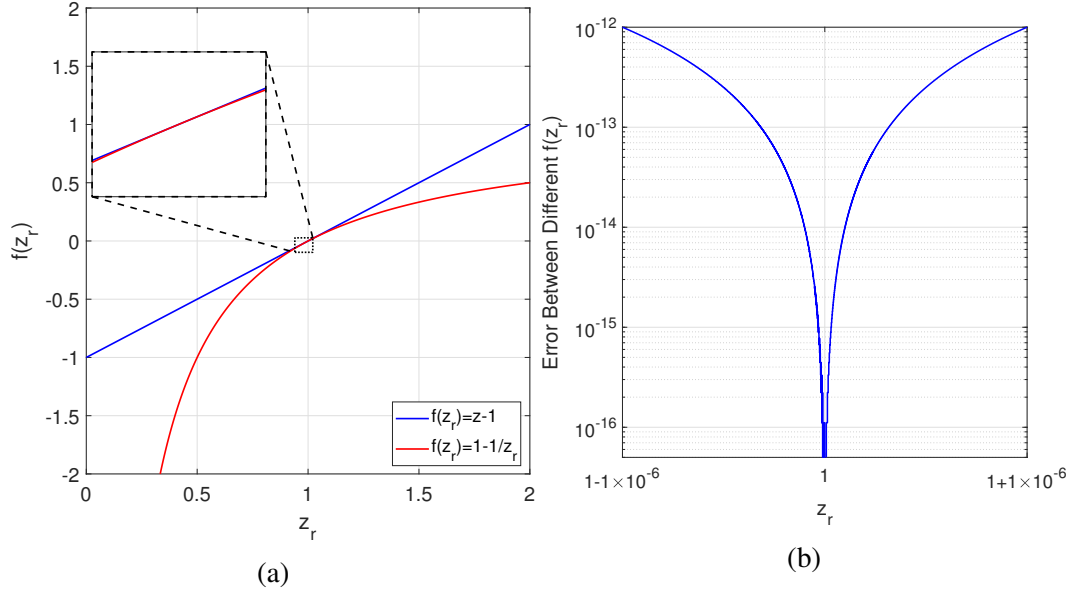 2
1.5
1
0.5
0
-0.5
-1
-1.5
-2
f(z_r)
0
0.5
1
1.5
2
z_r
f(z_r)=z-1
f(z_r)=1-1/z_r
(a)
10^-12
10^-13
10^-14
10^-15
10^-16
Error Between Different f(z_r)
1-1×10^-6
1
1+1×10^-6
z_r
(b)